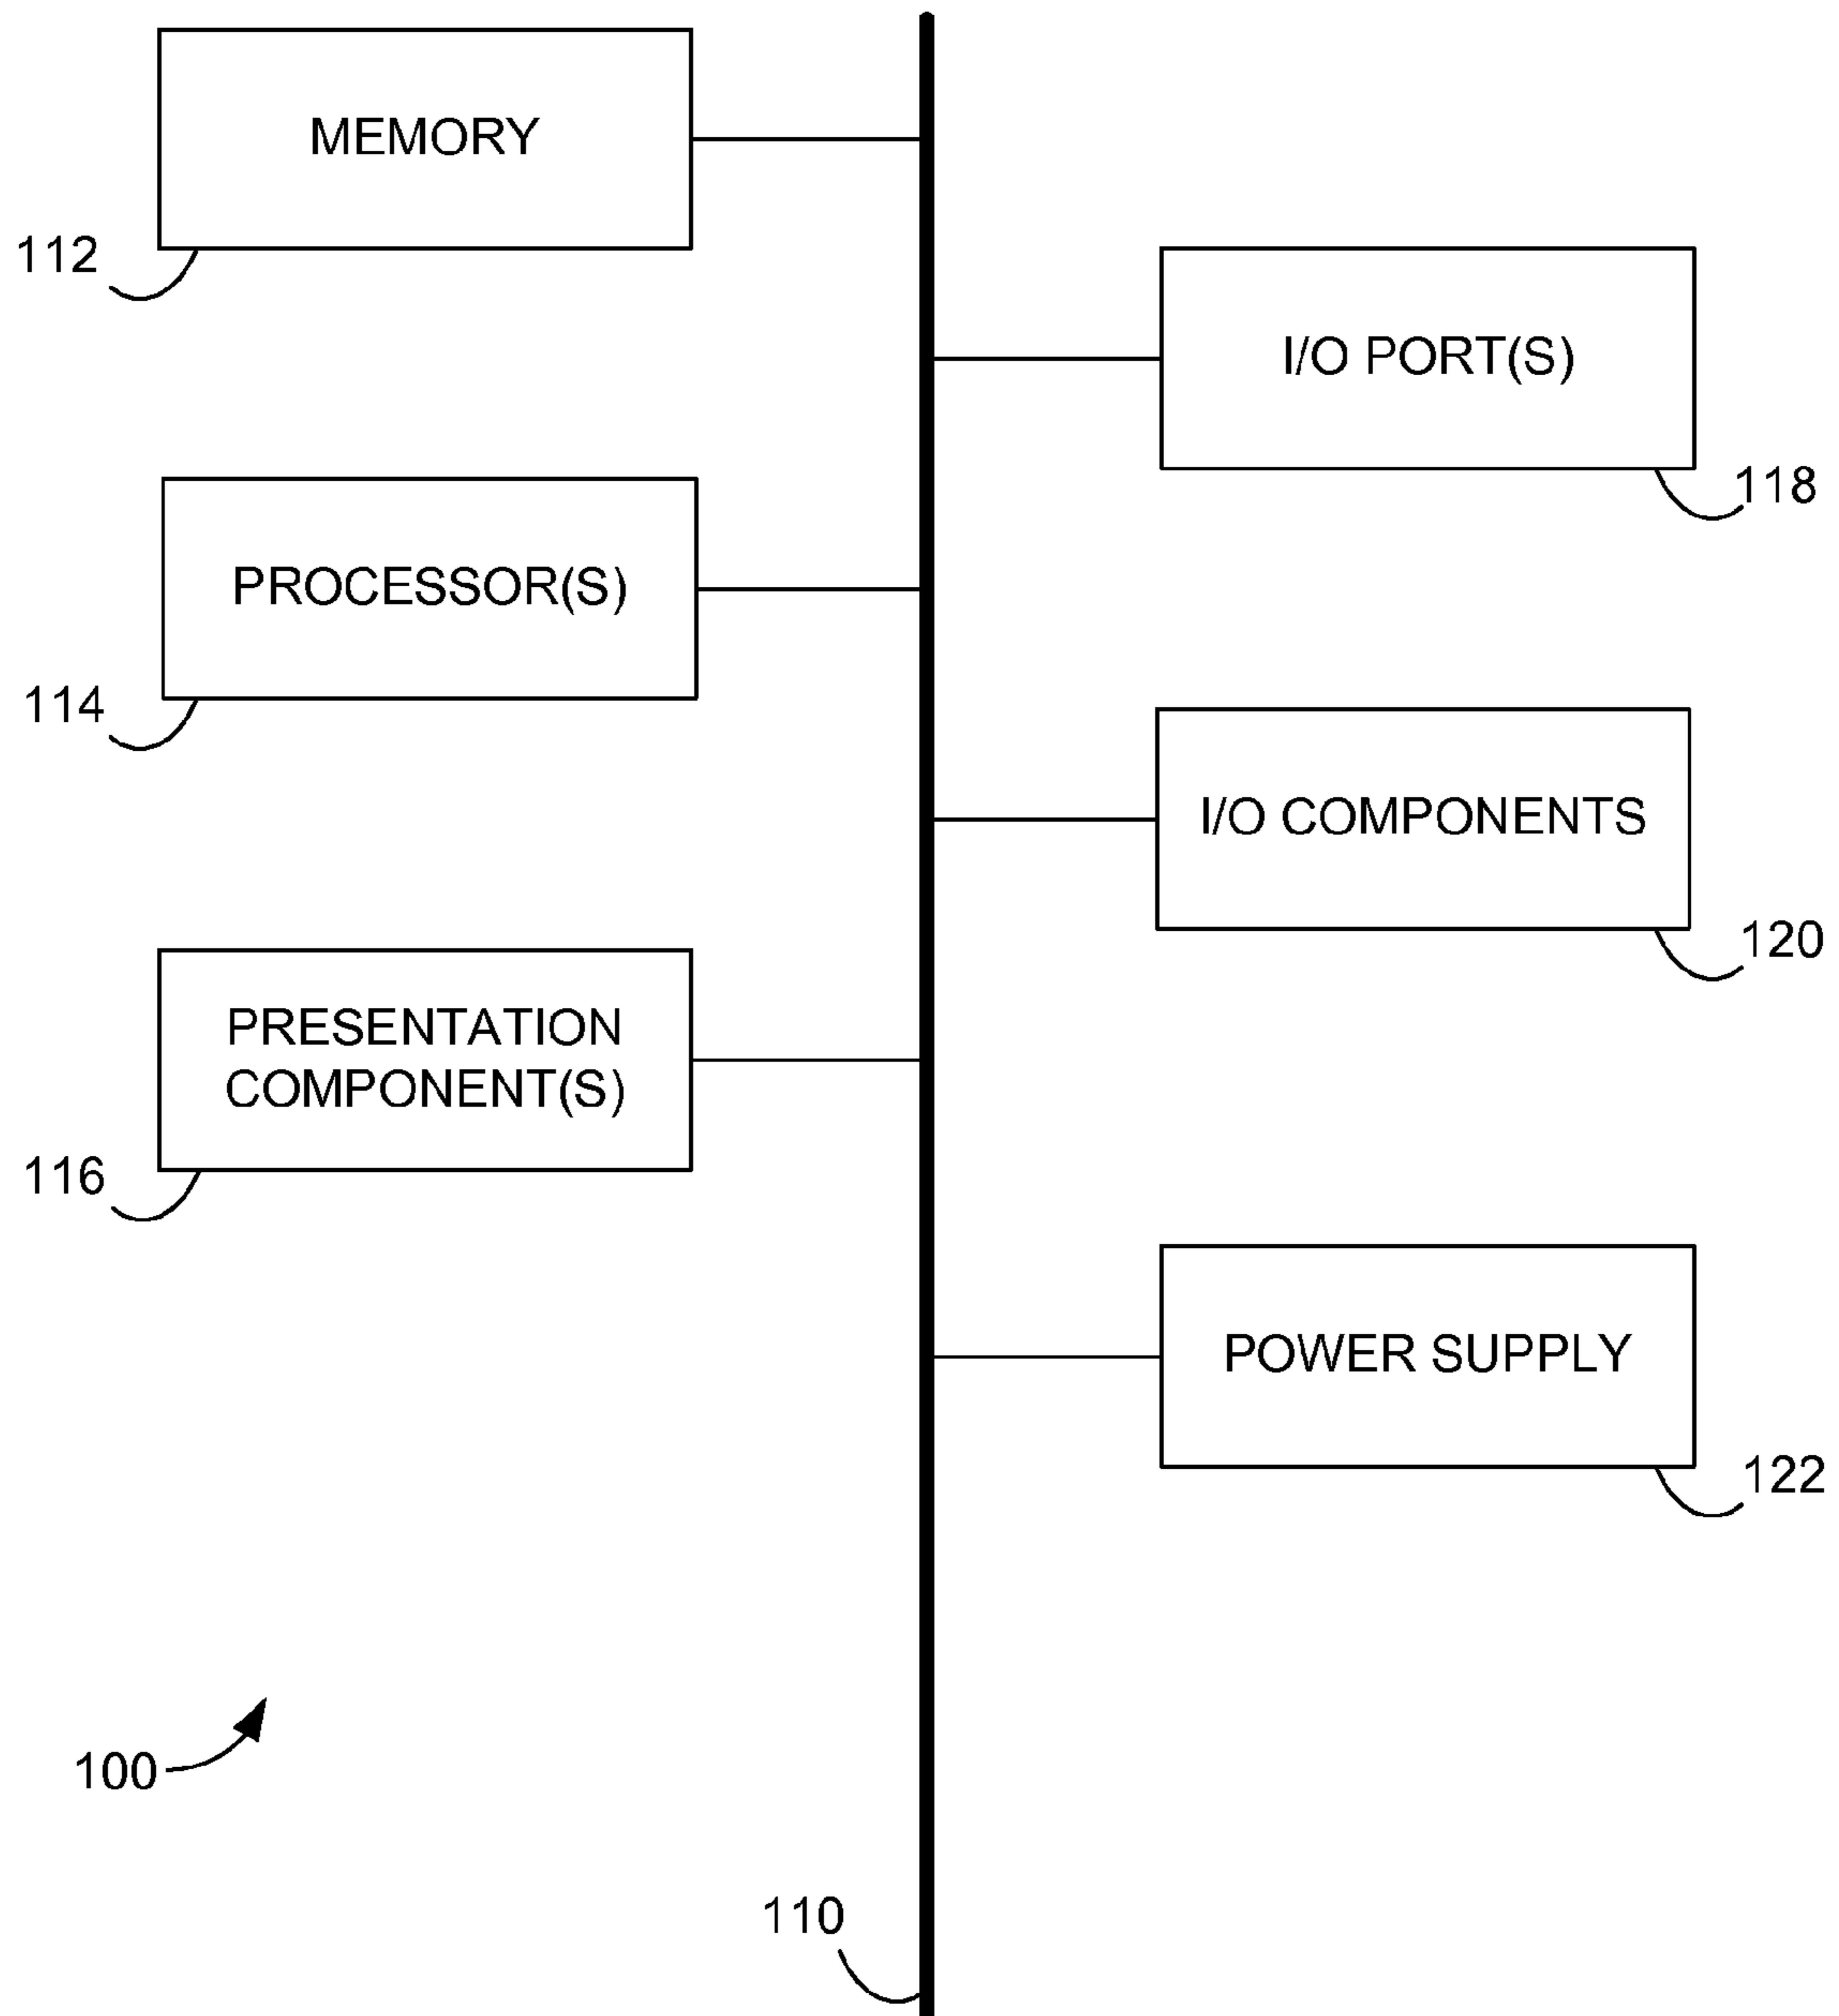 MEMORY
112
I/O PORT(S)
118
PROCESSOR(S)
114
I/O COMPONENTS
120
PRESENTATION
COMPONENT(S)
116
POWER SUPPLY
122
100
110